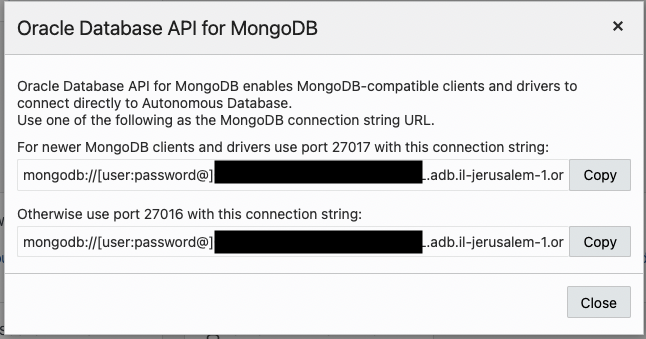 Oracle Database API for MongoDB
×
Oracle Database API for MongoDB enables MongoDB-compatible clients and drivers to
connect directly to Autonomous Database.
Use one of the following as the MongoDB connection string URL.
For newer MongoDB clients and drivers use port 27017 with this connection string:
mongodb://[user:password@] .adb.il-jerusalem-1.or Copy
Otherwise use port 27016 with this connection string:
mongodb://[user:password@] .adb.il-jerusalem-1.or Copy
Close